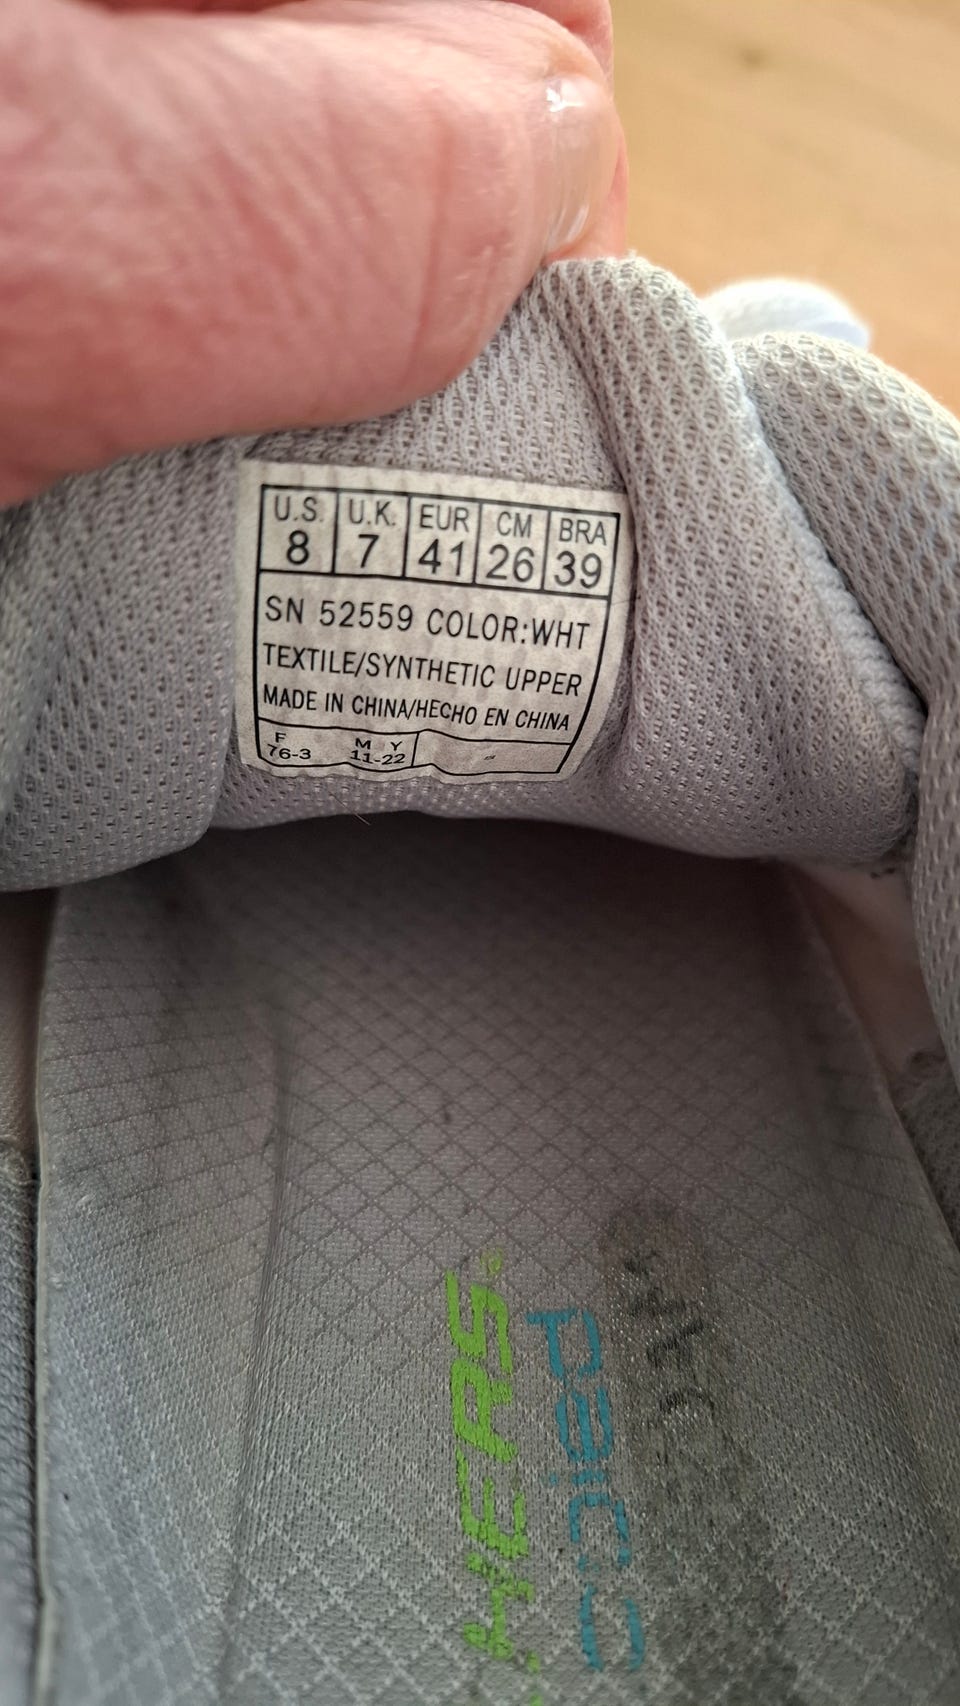 U.S. U.K. EUR CM BRA
8 7 41 26 39
SN 52559 COLOR:WHT
TEXTILE/SYNTHETIC UPPER
MADE IN CHINA/HECHO EN CHINA
F M Y
76-3 11-22